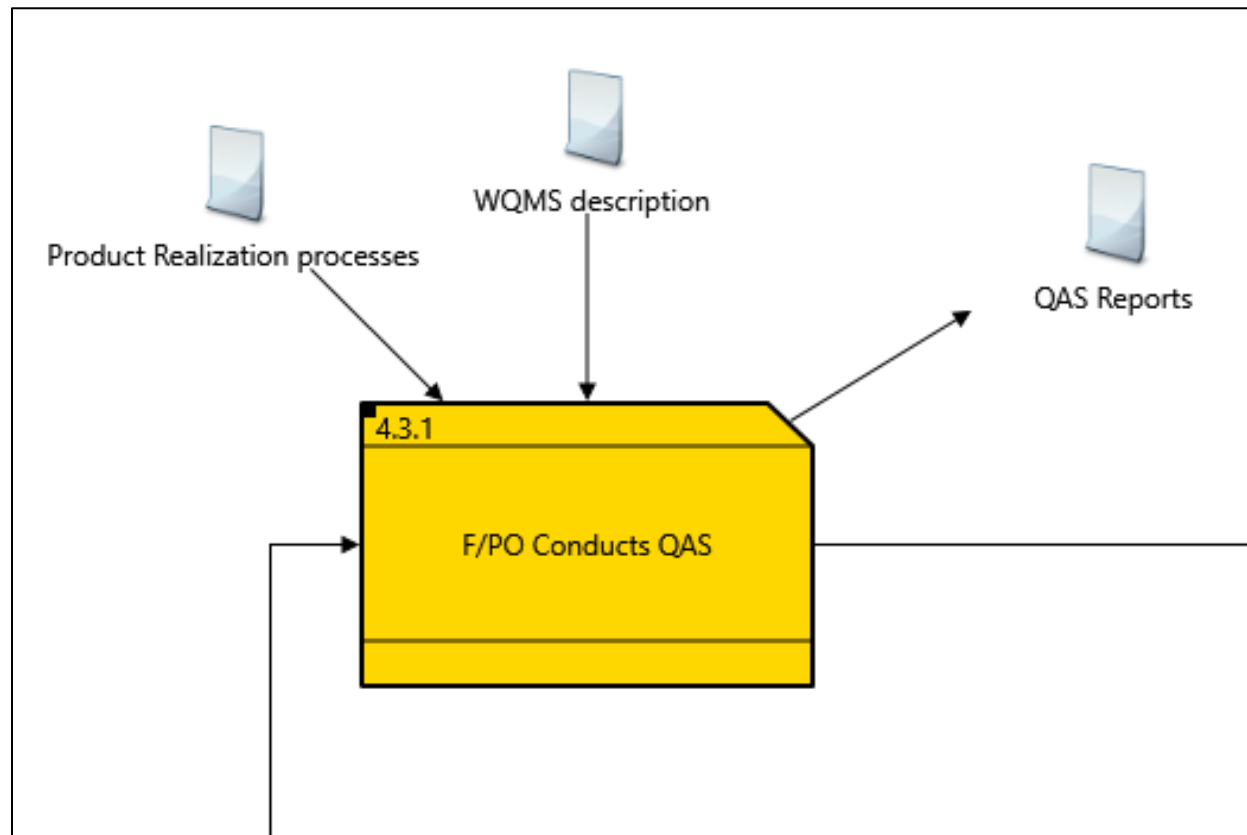 WQMS description
Product Realization processes
QAS Reports
4.3.1
F/PO Conducts QAS